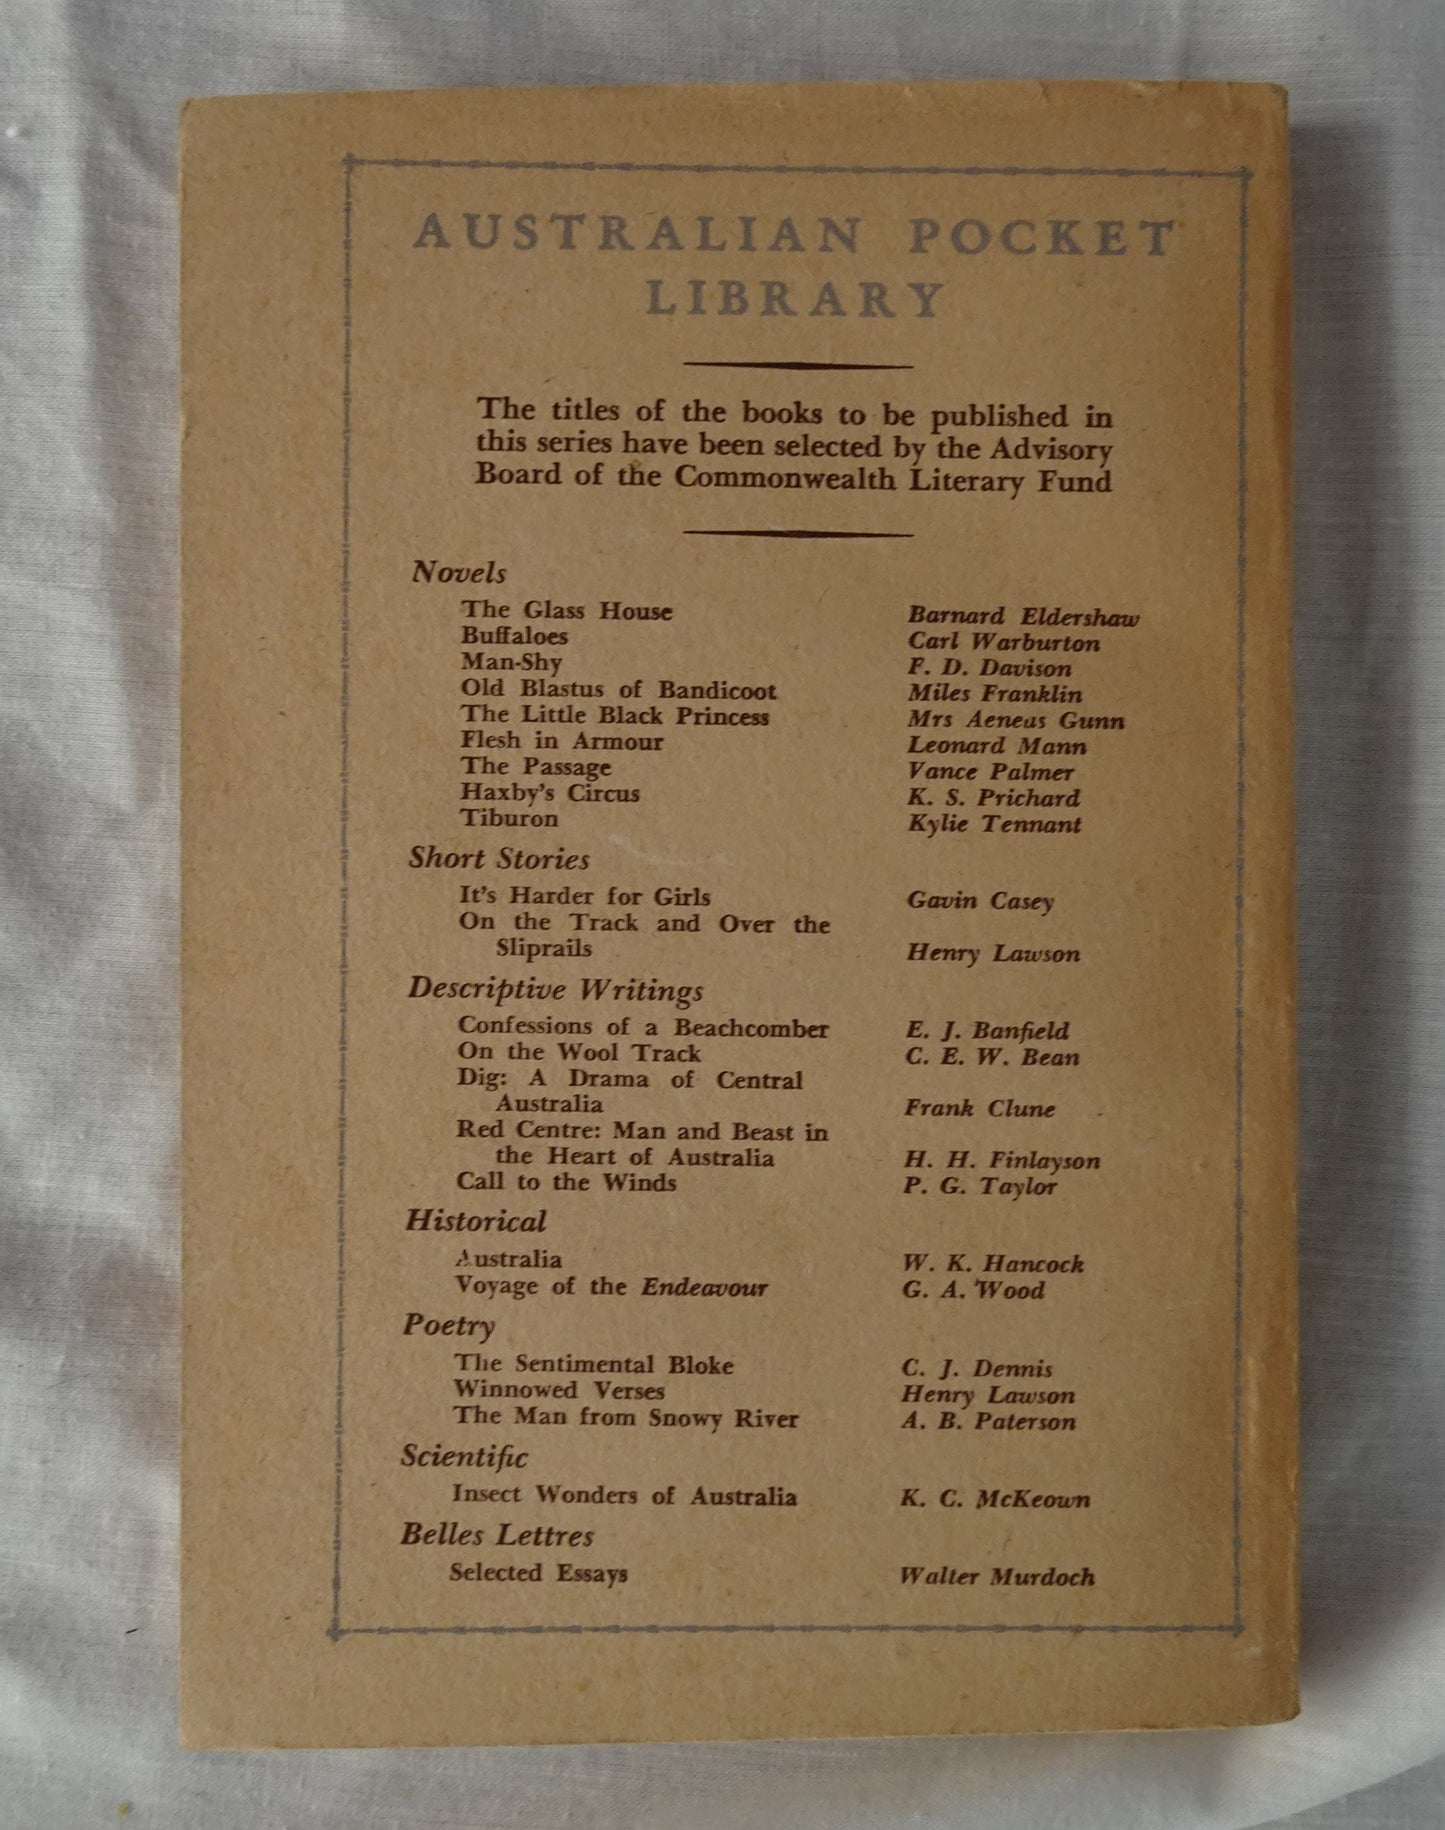 AUSTRALIAN POCKET
LIBRARY
The titles of the books to be published in
this series have been selected by the Advisory
Board of the Commonwealth Literary Fund
Novels
The Glass House Barnard Eldershaw
Buffaloes Carl Warburton
Man-Shy F. D. Davison
Old Blastus of Bandicoot Miles Franklin
The Little Black Princess Mrs Aeneas Gunn
Flesh in Armour Leonard Mann
The Passage Vance Palmer
Haxby's Circus K. S. Prichard
Tiburon Kylie Tennant
Short Stories
It's Harder for Girls Gavin Casey
On the Track and Over the
Sliprails Henry Lawson
Descriptive Writings
Confessions of a Beachcomber E. J. Banfield
On the Wool Track C. E. W. Bean
Dig: A Drama of Central
Australia Frank Clune
Red Centre: Man and Beast in
the Heart of Australia H. H. Finlayson
Call to the Winds P. G. Taylor
Historical
Australia W. K. Hancock
Voyage of the Endeavour G. A. Wood
Poetry
The Sentimental Bloke C. J. Dennis
Winnowed Verses Henry Lawson
The Man from Snowy River A. B. Paterson
Scientific
Insect Wonders of Australia K. C. McKeown
Belles Lettres
Selected Essays Walter Murdoch